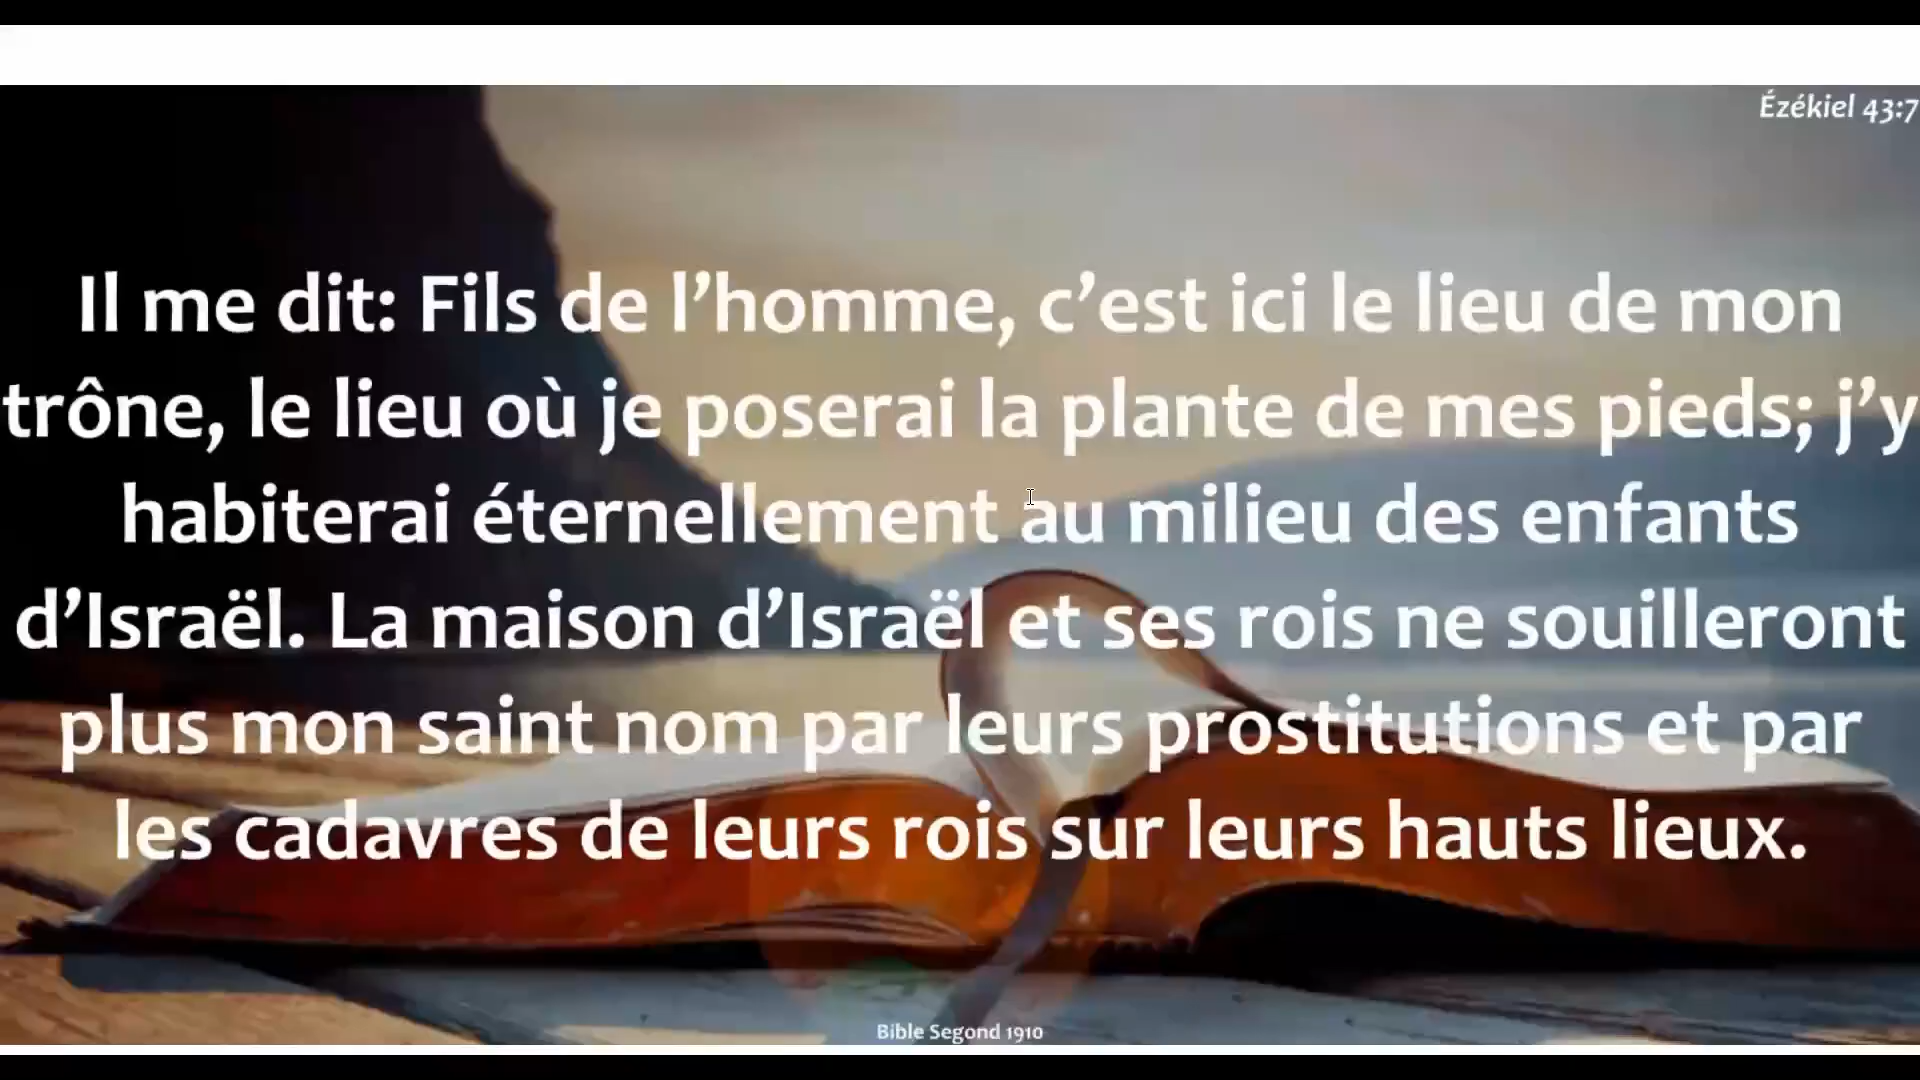 Ézékiel 43:7
Il me dit: Fils de l’homme, c’est ici le lieu de mon
trône, le lieu où je poserai la plante de mes pieds; j’y
habiterai éternellement au milieu des enfants
d’Israël. La maison d’Israël et ses rois ne souilleront
plus mon saint nom par leurs prostitutions et par
les cadavres de leurs rois sur leurs hauts lieux.
Bible Segond 1910